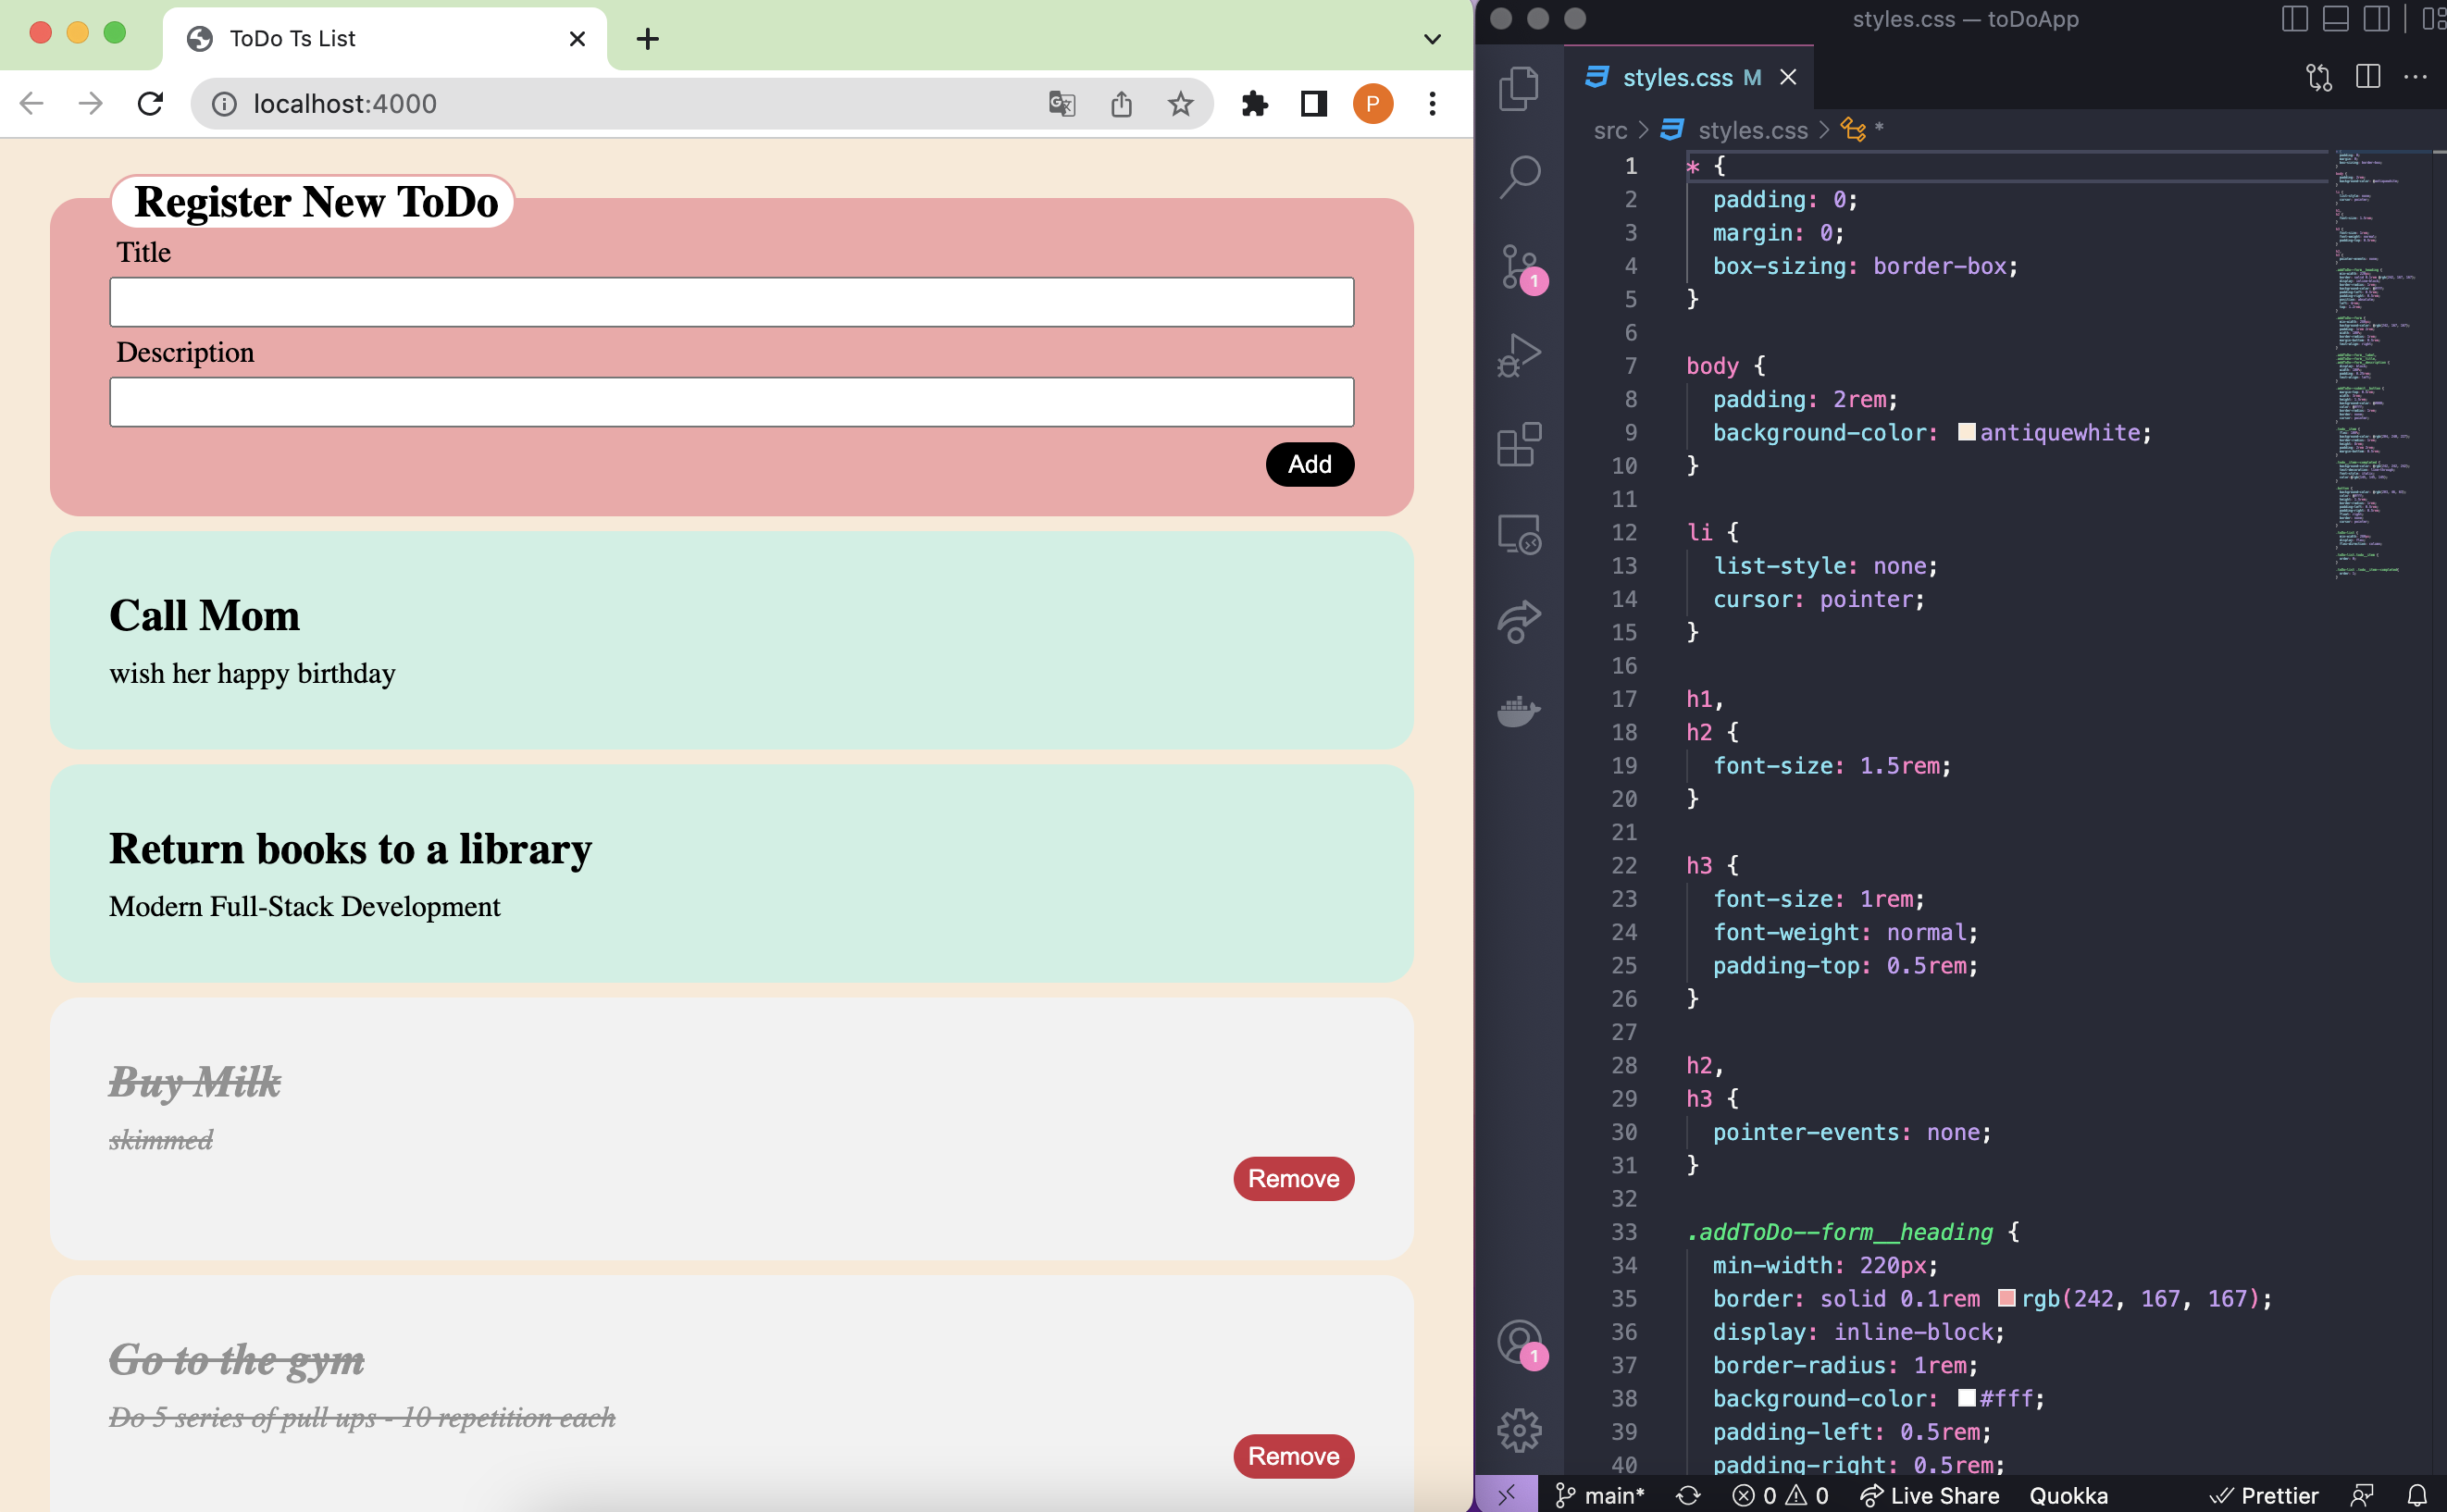 ToDo Ts List
localhost:4000
P
Register New ToDo
Title
Description
Add
Call Mom
wish her happy birthday
Return books to a library
Modern Full-Stack Development
Buy Milk
skimmed
Remove
Go to the gym
Do 5 series of pull ups - 10 repetition each
Remove
styles.css — toDoApp
styles.css M
src > styles.css > *
1 * {
2 padding: 0;
3 margin: 0;
4 box-sizing: border-box;
5 }
6
7 body {
8 padding: 2rem;
9 background-color: antiquewhite;
10 }
11
12 li {
13 list-style: none;
14 cursor: pointer;
15 }
16
17 h1,
18 h2 {
19 font-size: 1.5rem;
20 }
21
22 h3 {
23 font-size: 1rem;
24 font-weight: normal;
25 padding-top: 0.5rem;
26 }
27
28 h2,
29 h3 {
30 pointer-events: none;
31 }
32
33 .addToDo--form__heading {
34 min-width: 220px;
35 border: solid 0.1rem rgb(242, 167, 167);
36 display: inline-block;
37 border-radius: 1rem;
38 background-color: #fff;
39 padding-left: 0.5rem;
40 padding-right: 0.5rem;
1
1
main* 0 0 Live Share Quokka Prettier